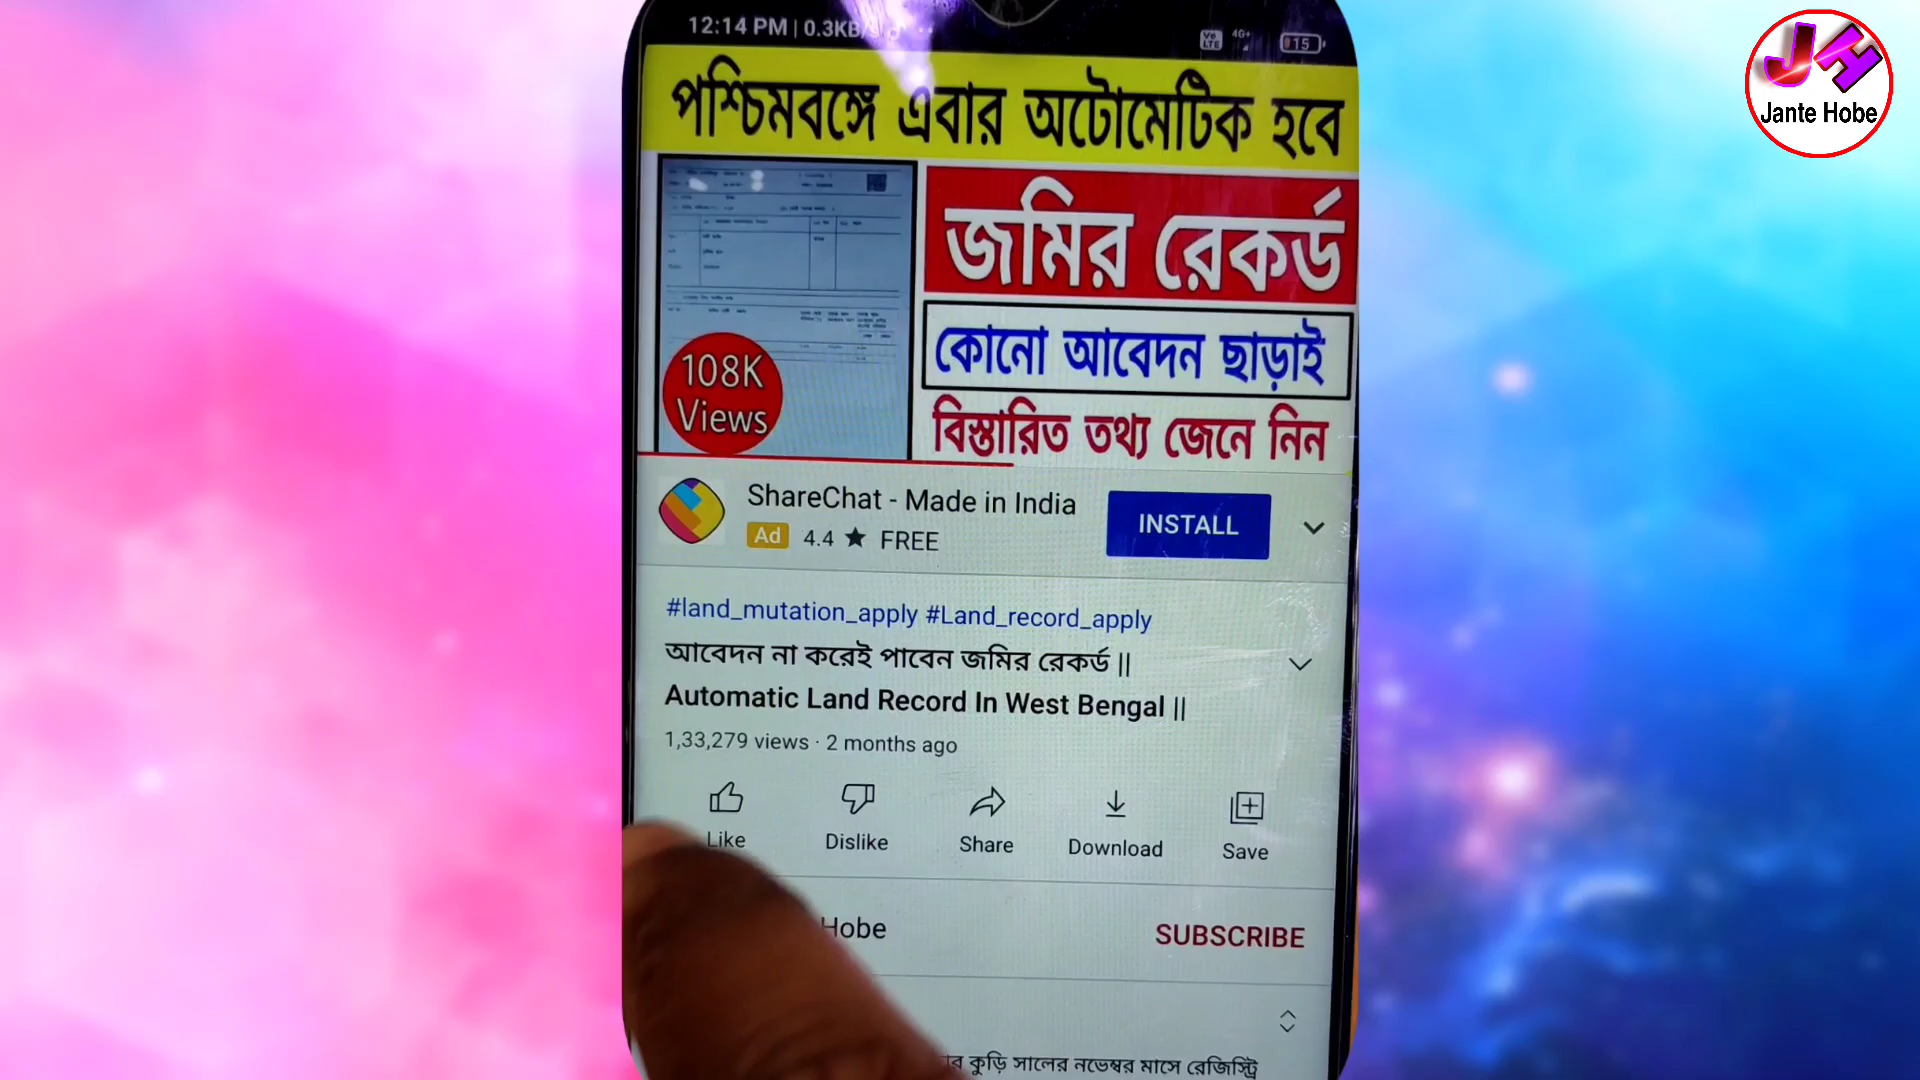 12:14 PM | 0.3KB/s
Vo LTE 4G+ 15
JH
Jante Hobe
পশ্চিমবঙ্গে এবার অটোমেটিক হবে
জমির রেকর্ড
কোনো আবেদন ছাড়াই
বিস্তারিত তথ্য জেনে নিন
108K
Views
ShareChat - Made in India
Ad 4.4 ★ FREE
INSTALL
#land_mutation_apply #Land_record_apply
আবেদন না করেই পাবেন জমির রেকর্ড ||
Automatic Land Record In West Bengal ||
1,33,279 views · 2 months ago
Like Dislike Share Download Save
Hobe SUBSCRIBE
কুড়ি সালের নভেম্বর মাসে রেজিস্ট্রি